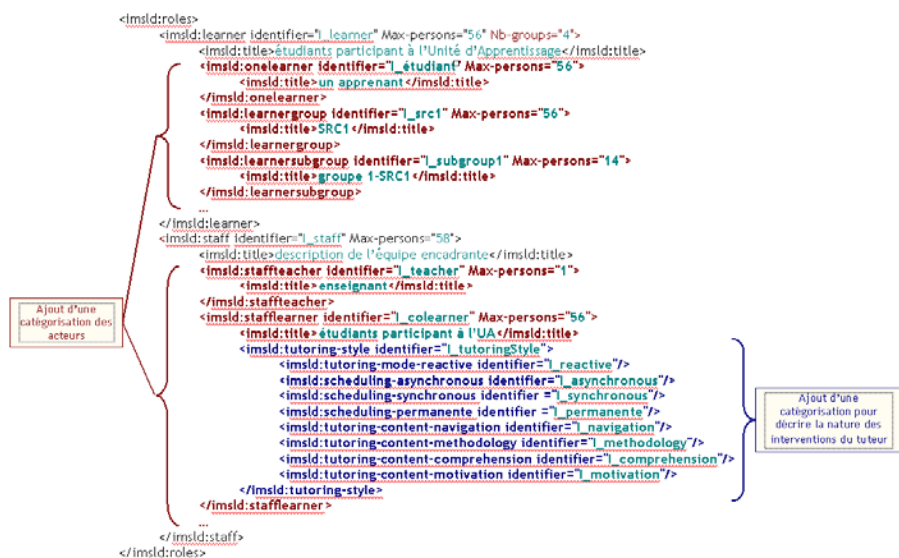 <imsld:roles>
<imsld:learner identifier="l_learner" Max-persons="56" Nb-groups="4">
<imsld:title>étudiants participant à l'Unité d'Apprentissage</imsld:title>
<imsld:onelearner identifier="l_étudiant" Max-persons="56">
<imsld:title>un apprenant</imsld:title>
</imsld:onelearner>
<imsld:learnergroup identifier="l_src1" Max-persons="56">
<imsld:title>SRC1</imsld:title>
</imsld:learnergroup>
<imsld:learnersubgroup identifier="l_subgroup1" Max-persons="14">
<imsld:title>groupe 1-SRC1</imsld:title>
</imsld:learnersubgroup>
...
</imsld:learner>
<imsld:staff identifier="l_staff" Max-persons="58">
<imsld:title>description de l'équipe encadrante</imsld:title>
<imsld:staffteacher identifier="l_teacher" Max-persons="1">
<imsld:title>enseignant</imsld:title>
</imsld:staffteacher>
<imsld:stafflearner identifier="l_colearner" Max-persons="56">
<imsld:title>étudiants participant à l'UA</imsld:title>
<imsld:tutoring-style identifier="l_tutoringStyle">
<imsld:tutoring-mode-reactive identifier="l_reactive"/>
<imsld:scheduling-asynchronous identifier="l_asynchronous"/>
<imsld:scheduling-synchronous identifier ="l_synchronous"/>
<imsld:scheduling-permanente identifier ="l_permanente"/>
<imsld:tutoring-content-navigation identifier="l_navigation"/>
<imsld:tutoring-content-methodology identifier="l_methodology"/>
<imsld:tutoring-content-comprehension identifier="l_comprehension"/>
<imsld:tutoring-content-motivation identifier="l_motivation"/>
</imsld:tutoring-style>
</imsld:stafflearner>
...
</imsld:staff>
</imsld:roles>
Ajout d'une
catégorisation des
acteurs
Ajout d'une
catégorisation pour
décrire la nature des
interventions du tuteur